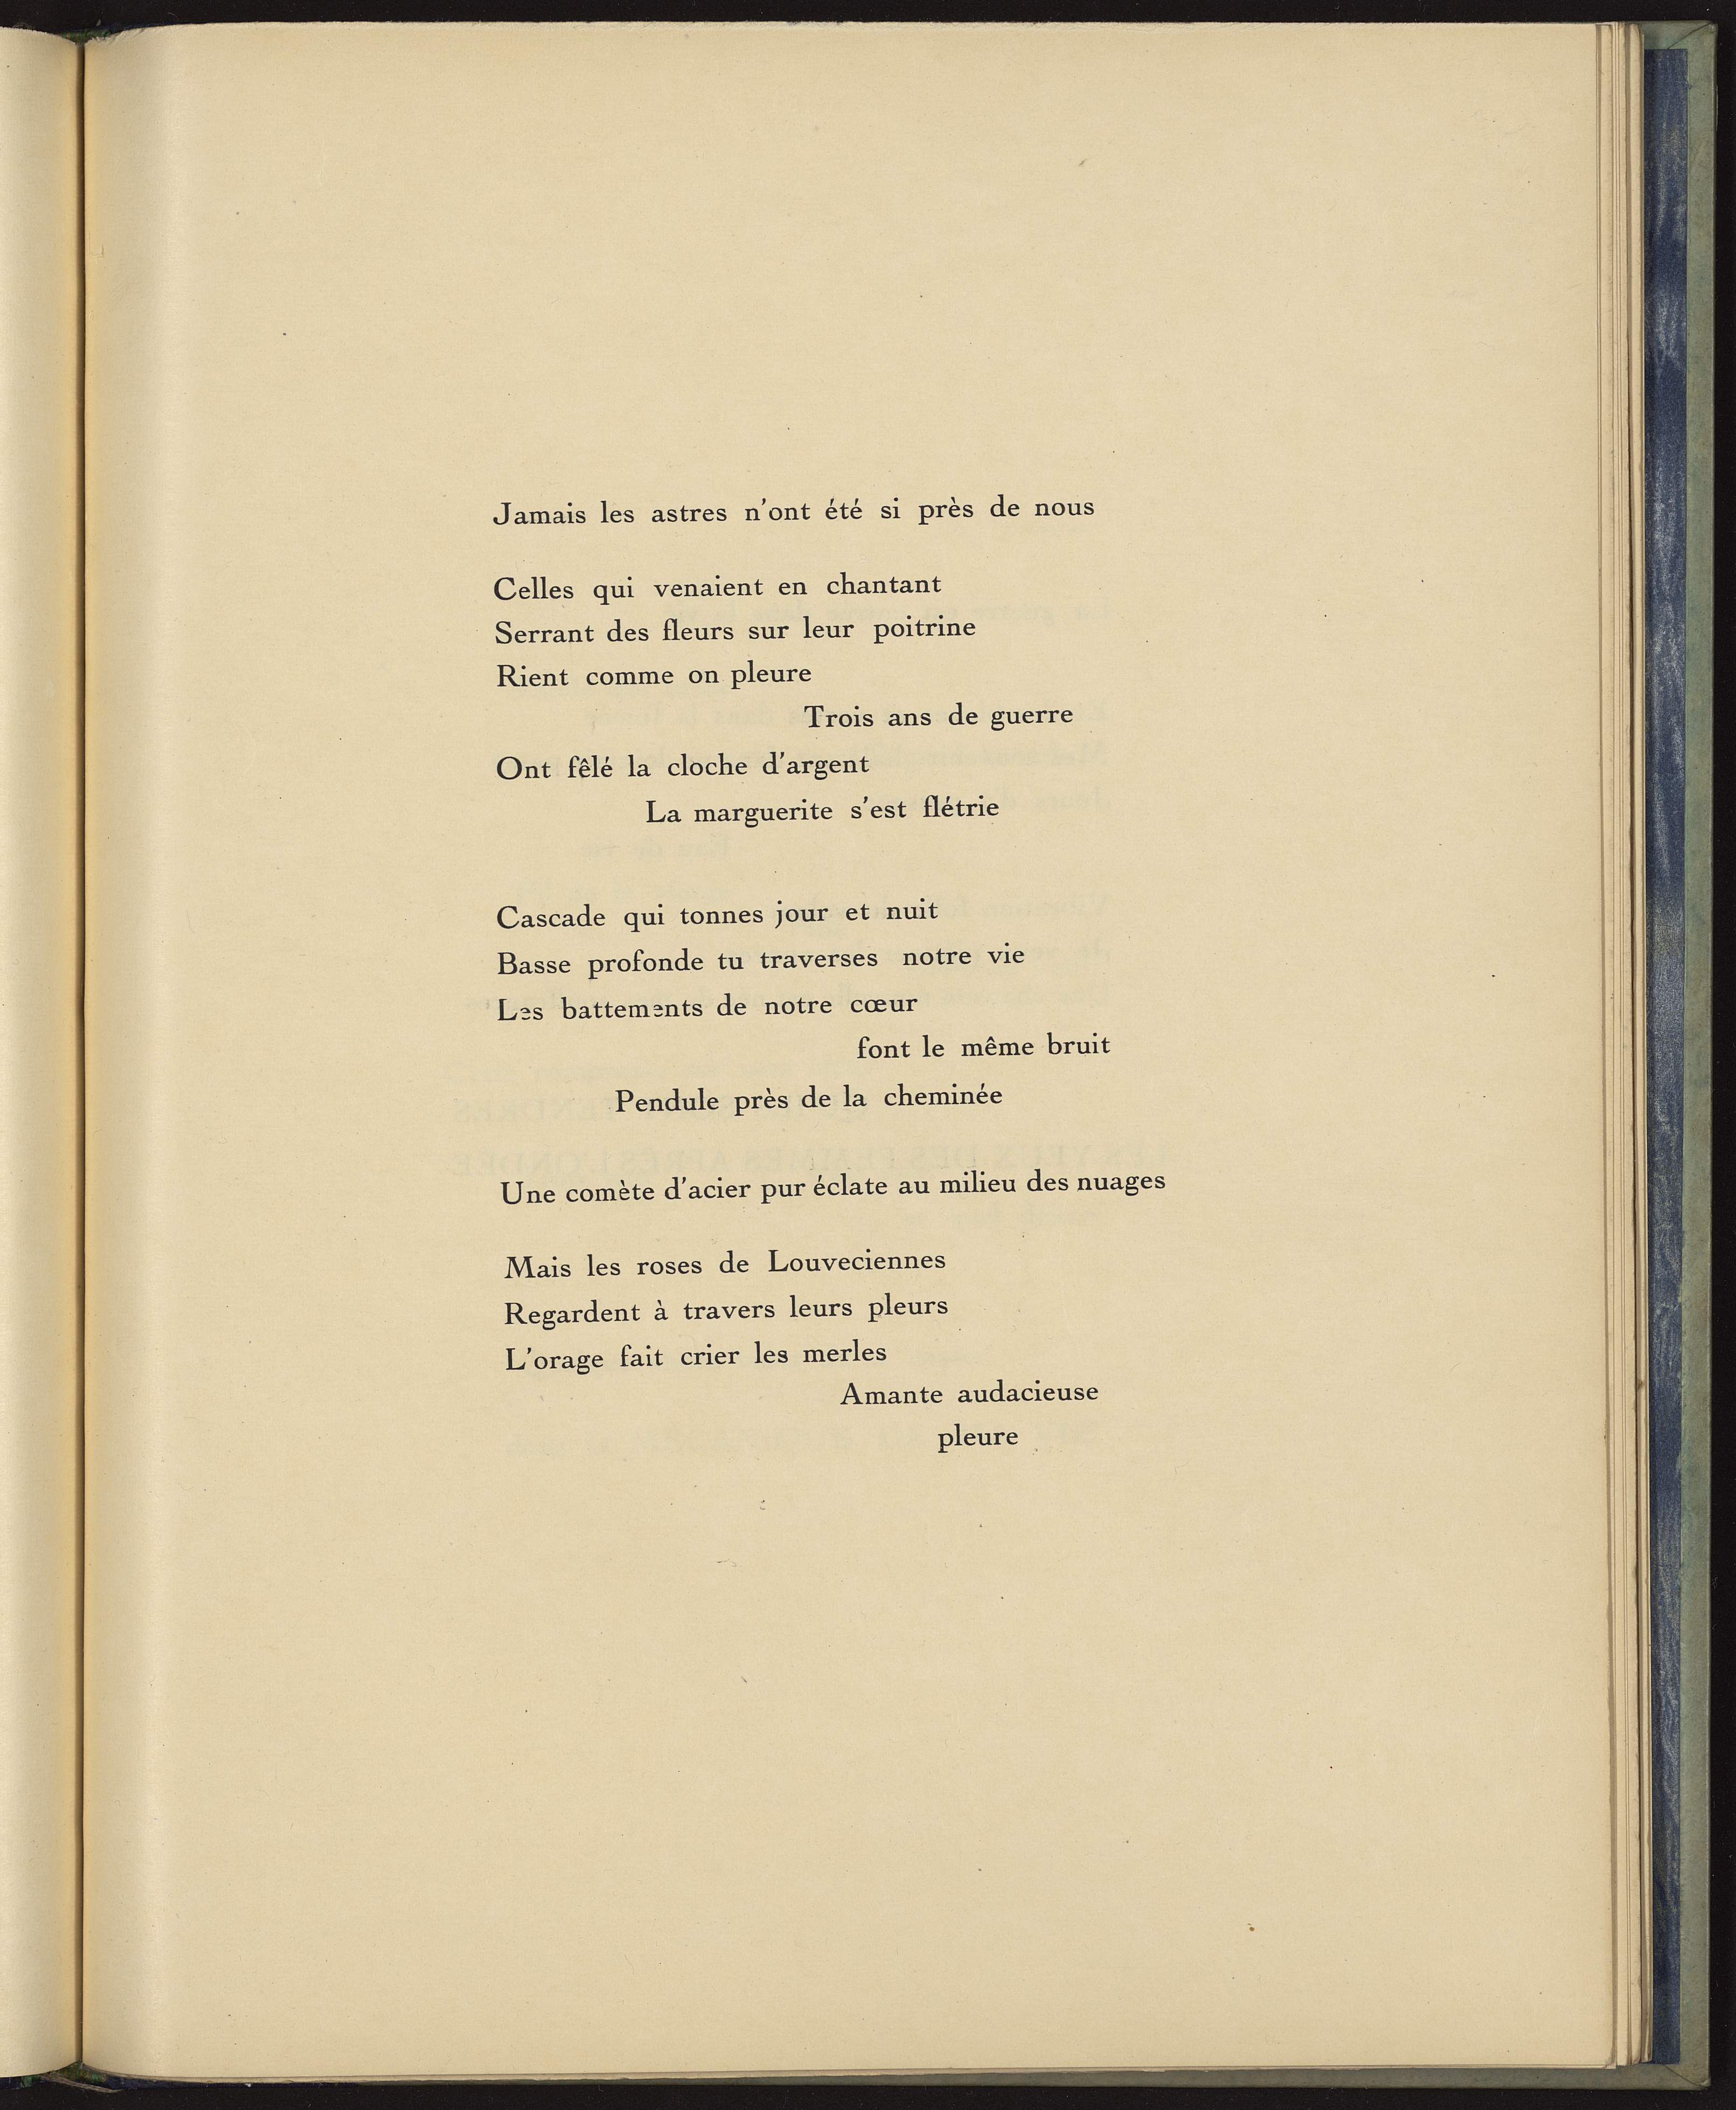 Jamais les astres n'ont été si près de nous
Celles qui venaient en chantant
Serrant des fleurs sur leur poitrine
Rient comme on pleure
Trois ans de guerre
Ont fêlé la cloche d'argent
La marguerite s'est flétrie
Cascade qui tonnes jour et nuit
Basse profonde tu traverses notre vie
Les battements de notre cœur
font le même bruit
Pendule près de la cheminée
Une comète d'acier pur éclate au milieu des nuages
Mais les roses de Louveciennes
Regardent à travers leurs pleurs
L'orage fait crier les merles
Amante audacieuse
pleure